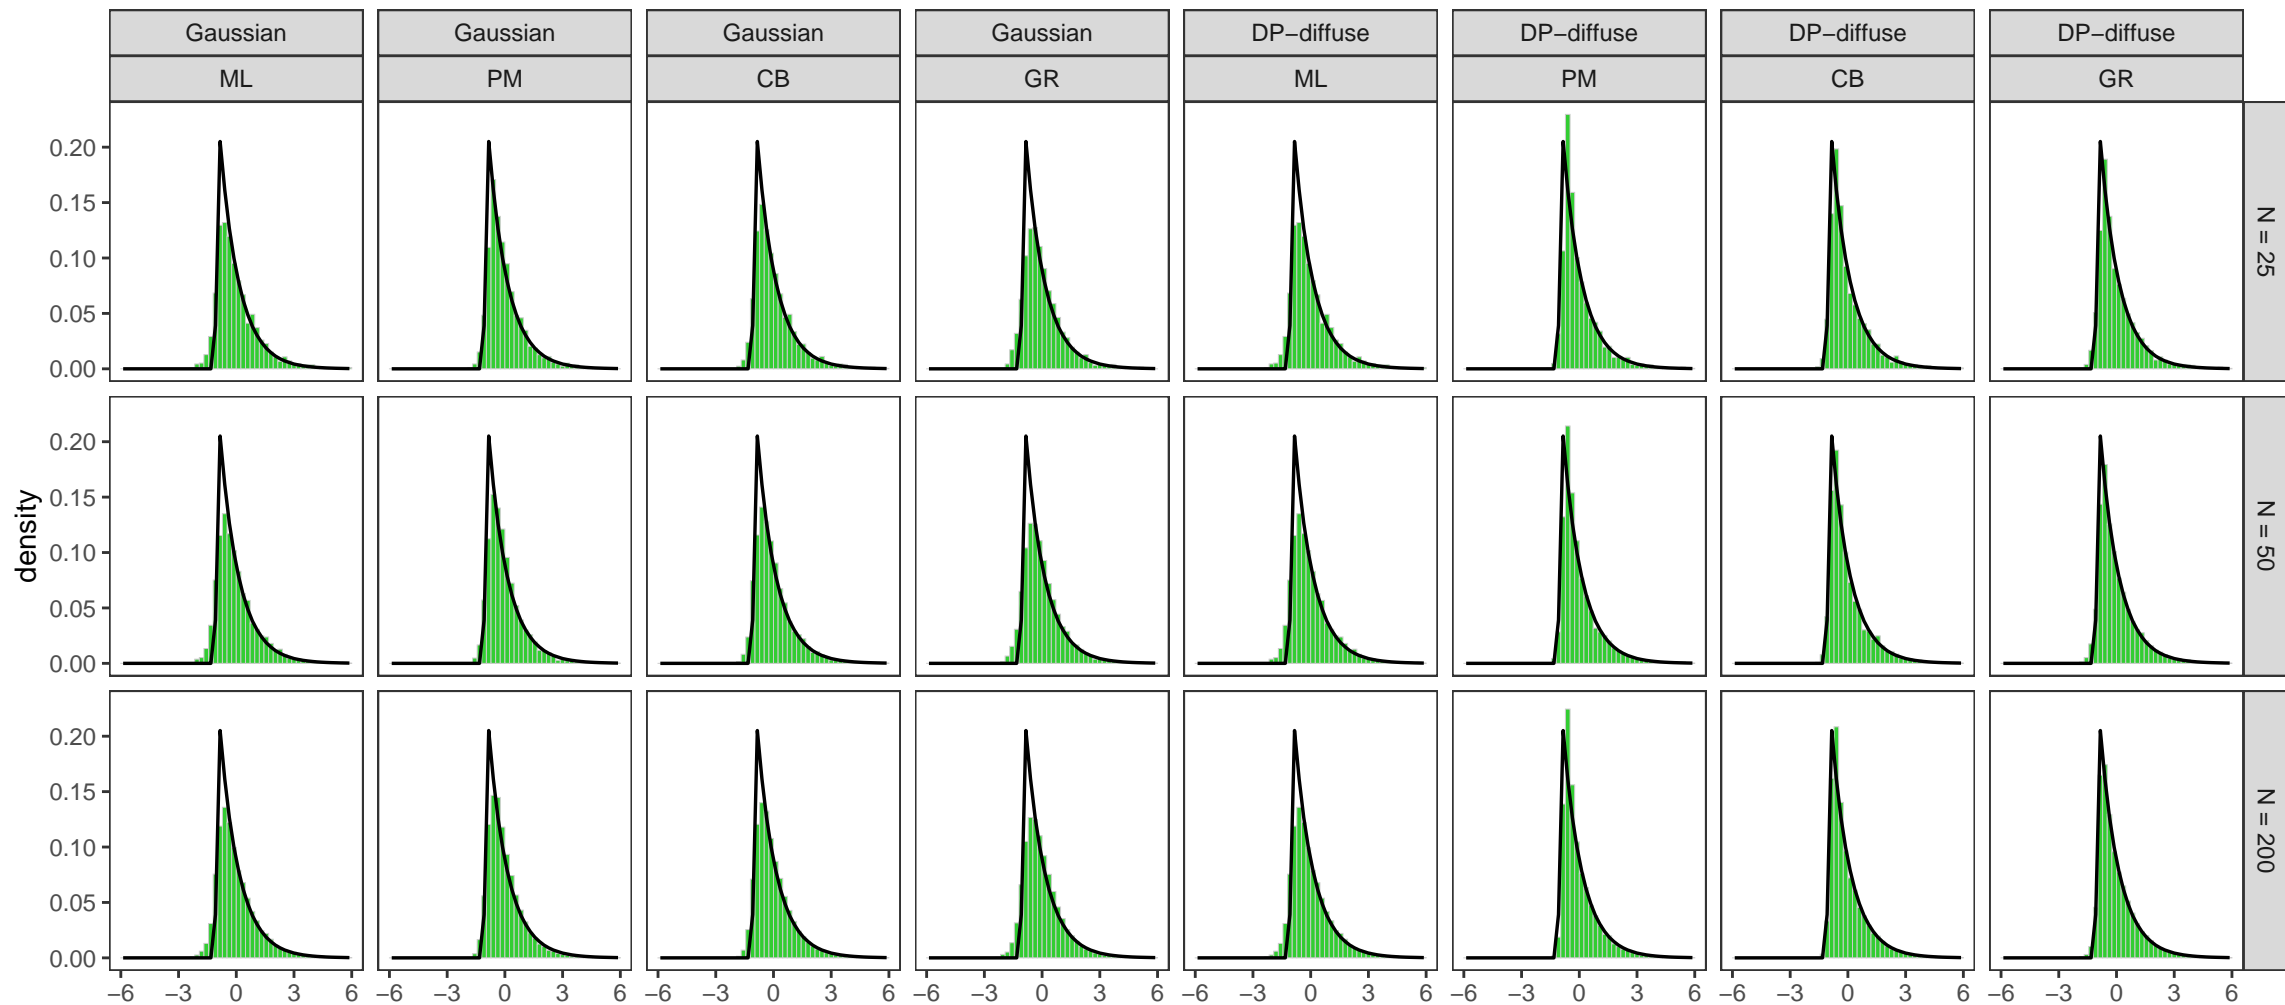 Gaussian Gaussian Gaussian Gaussian DP−diffuse DP−diffuse DP−diffuse DP−diffuse
ML PM CB GR ML PM CB GR
0.20
0.15
0.10
0.05
0.00
N = 25
density
0.20
0.15
0.10
0.05
0.00
N = 50
0.20
0.15
0.10
0.05
0.00
N = 200
−6 −3 0 3 6 −6 −3 0 3 6 −6 −3 0 3 6 −6 −3 0 3 6 −6 −3 0 3 6 −6 −3 0 3 6 −6 −3 0 3 6 −6 −3 0 3 6